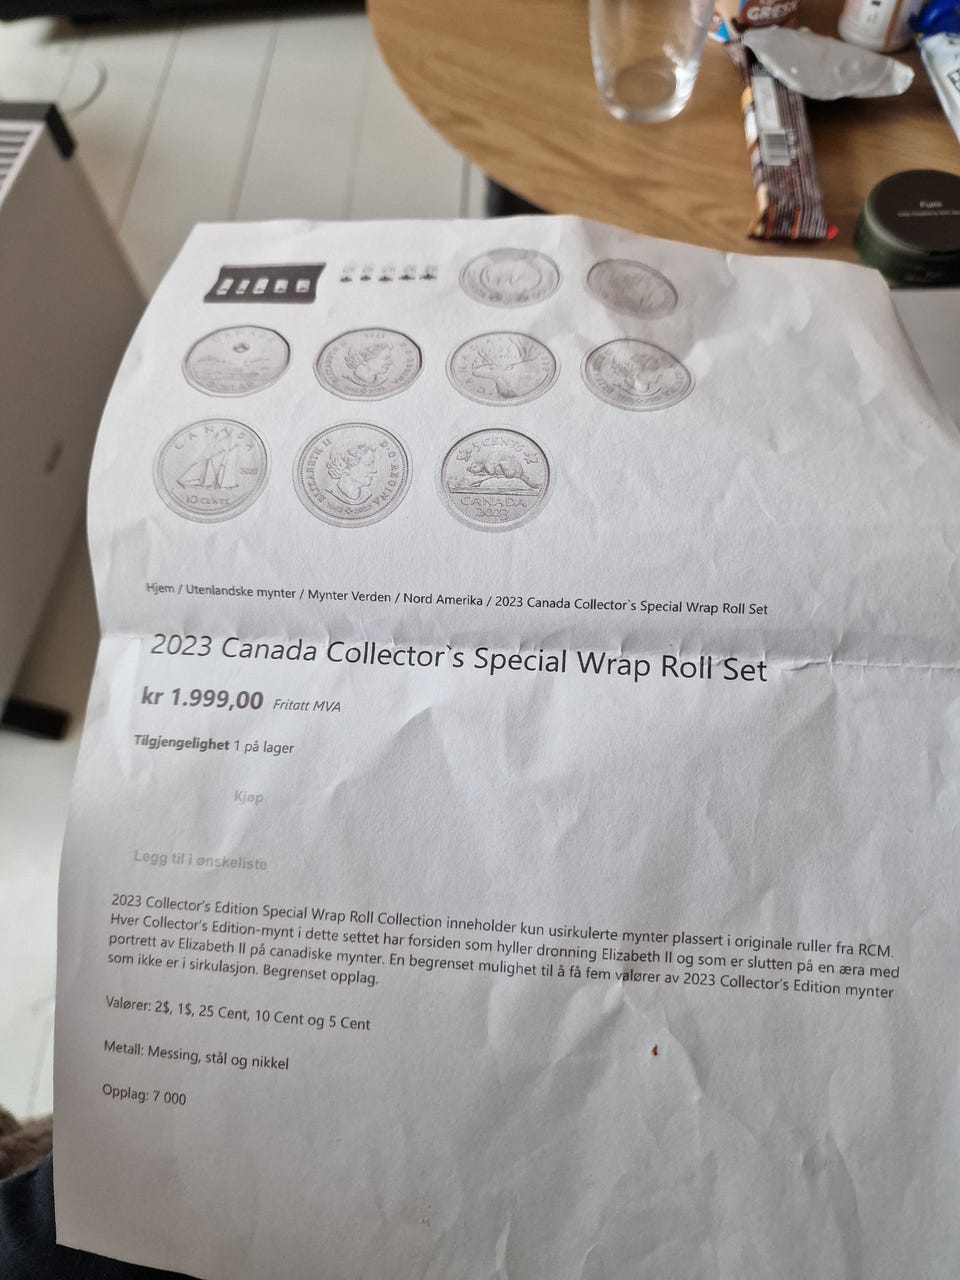 GREEK
Fjällr
CANADA
DOLLAR
CANADA
10 CENTS
ELIZABETH II
D·G·REGINA
5 CENTS
CANADA
2023
Hjem / Utenlandske mynter / Mynter Verden / Nord Amerika / 2023 Canada Collector`s Special Wrap Roll Set
2023 Canada Collector`s Special Wrap Roll Set
kr 1.999,00 Fritatt MVA
Tilgjengelighet 1 på lager
Kjøp
Legg til i ønskeliste
2023 Collector's Edition Special Wrap Roll Collection inneholder kun usirkulerte mynter plassert i originale ruller fra RCM.
Hver Collector's Edition-mynt i dette settet har forsiden som hyller dronning Elizabeth II og som er slutten på en æra med
portrett av Elizabeth II på canadiske mynter. En begrenset mulighet til å få fem valører av 2023 Collector's Edition mynter
som ikke er i sirkulasjon. Begrenset opplag.
Valører: 2$, 1$, 25 Cent, 10 Cent og 5 Cent
Metall: Messing, stål og nikkel
Opplag: 7 000